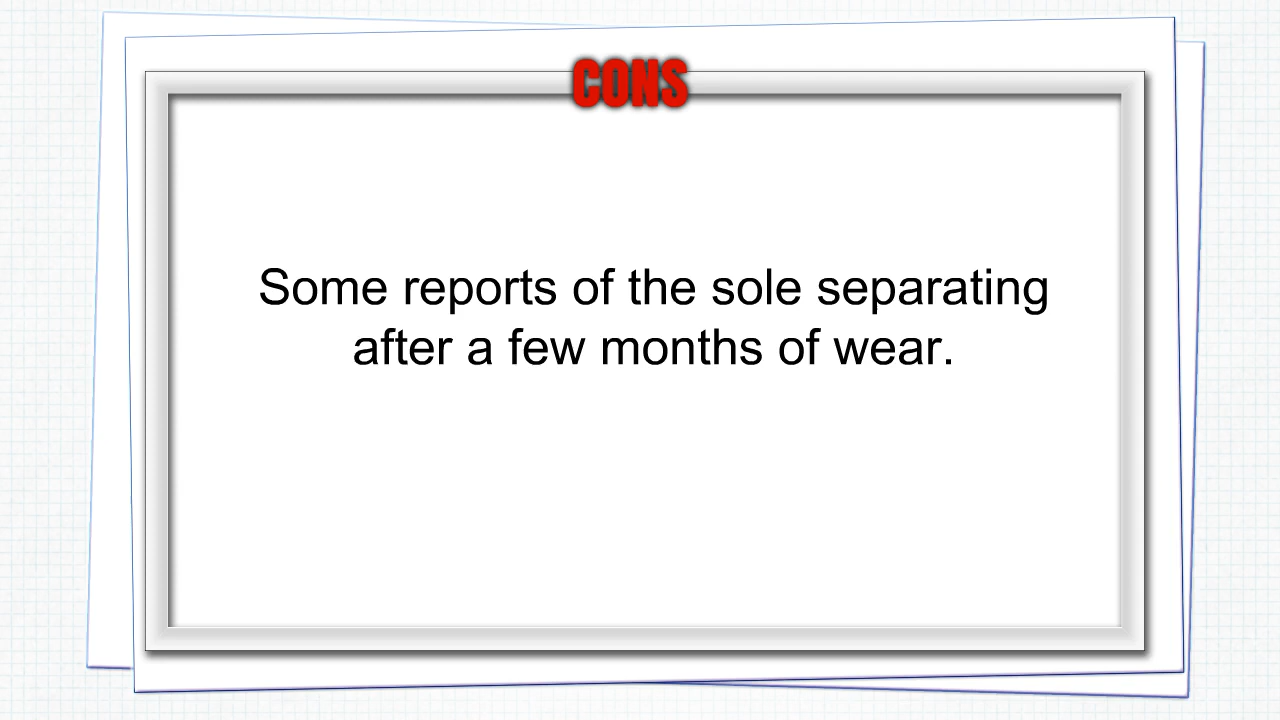 CONS
Some reports of the sole separating
after a few months of wear.